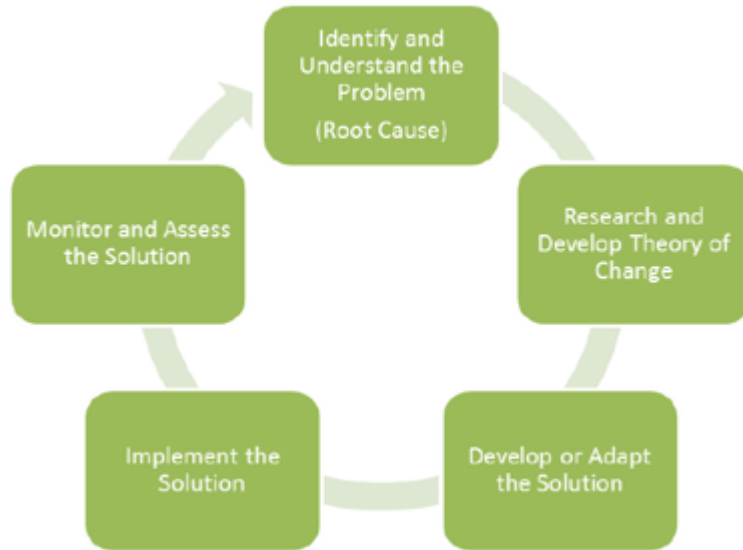 Identify and
Understand the
Problem
(Root Cause)
Research and
Develop Theory of
Change
Develop or Adapt
the Solution
Implement the
Solution
Monitor and Assess
the Solution